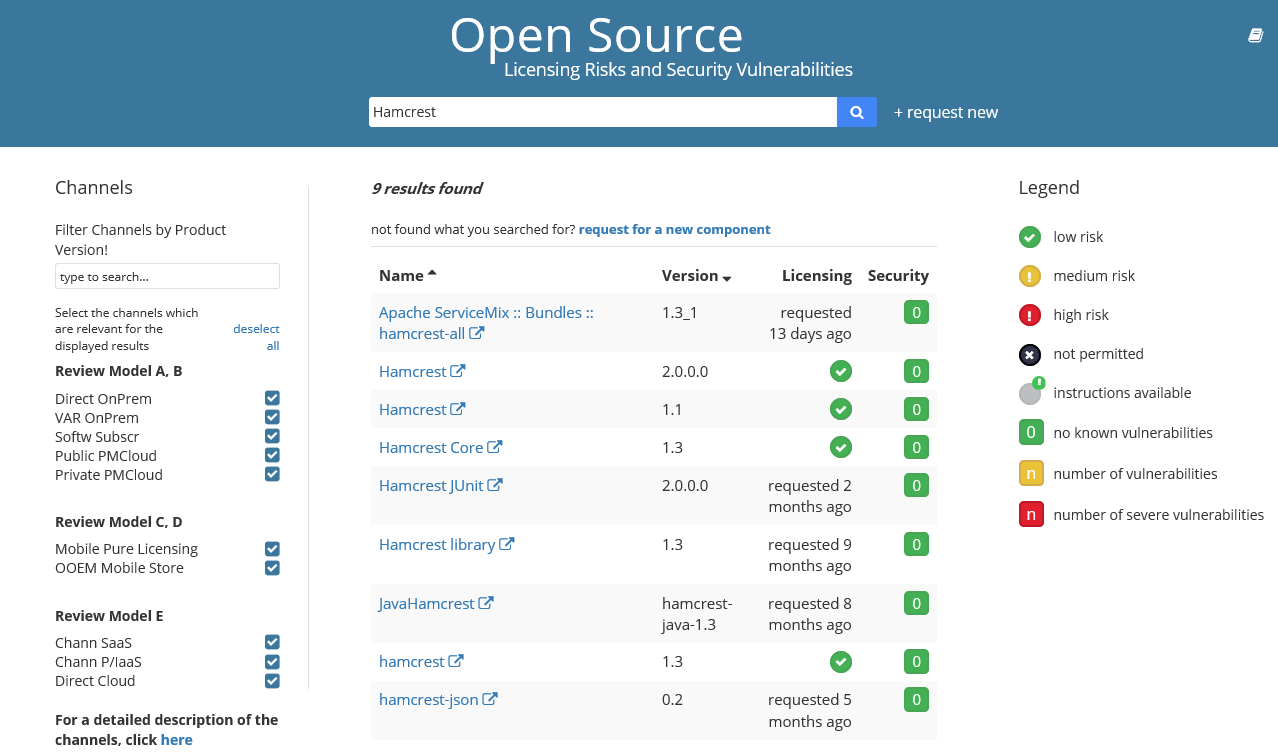 Open Source
Licensing Risks and Security Vulnerabilities
Hamcrest
+ request new
Channels
Filter Channels by Product
Version!
type to search...
Select the channels which
are relevant for the
displayed results
deselect
all
Review Model A, B
Direct OnPrem
VAR OnPrem
Softw Subscr
Public PMCloud
Private PMCloud
Review Model C, D
Mobile Pure Licensing
OOEM Mobile Store
Review Model E
Chann SaaS
Chann P/IaaS
Direct Cloud
For a detailed description of the
channels, click here
9 results found
not found what you searched for? request for a new component
Name Version Licensing Security
Apache ServiceMix :: Bundles :: 1.3_1 requested 0
hamcrest-all 13 days ago
Hamcrest 2.0.0.0 0
Hamcrest 1.1 0
Hamcrest Core 1.3 0
Hamcrest JUnit 2.0.0.0 requested 2 0
months ago
Hamcrest library 1.3 requested 9 0
months ago
JavaHamcrest hamcrest- requested 8 0
java-1.3 months ago
hamcrest 1.3 0
hamcrest-json 0.2 requested 5 0
months ago
Legend
low risk
medium risk
high risk
not permitted
instructions available
0 no known vulnerabilities
n number of vulnerabilities
n number of severe vulnerabilities